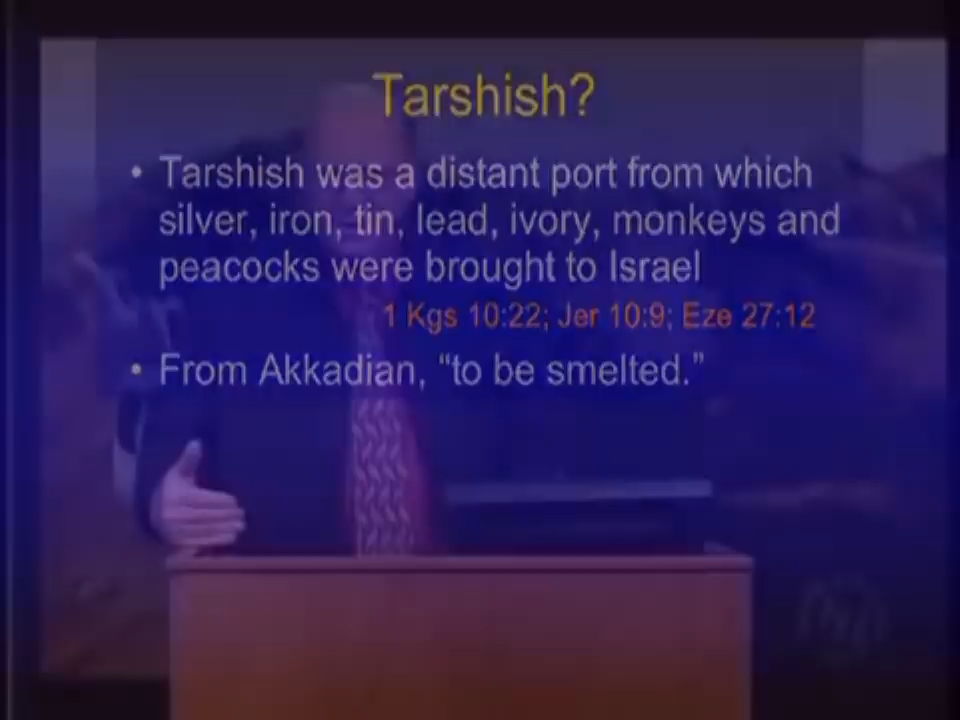 Tarshish?
• Tarshish was a distant port from which
silver, iron, tin, lead, ivory, monkeys and
peacocks were brought to Israel
1 Kgs 10:22; Jer 10:9; Eze 27:12
• From Akkadian, “to be smelted.”